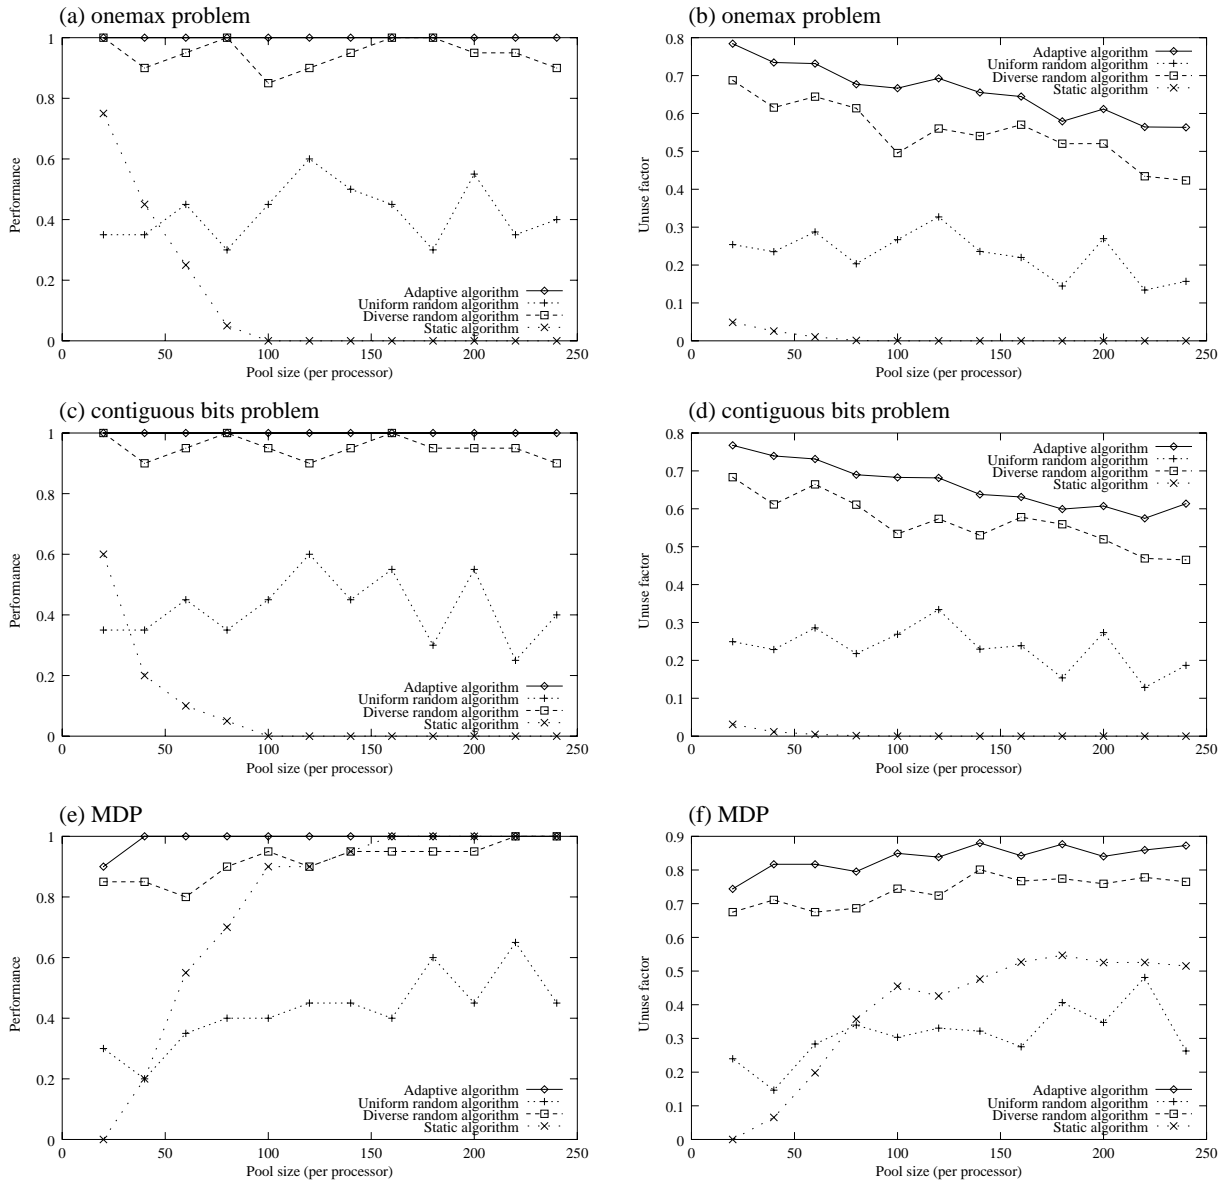 (a) onemax problem
1
0.8
0.6
0.4
0.2
0
Performance
Adaptive algorithm
Uniform random algorithm
Diverse random algorithm
Static algorithm
0 50 100 150 200 250
Pool size (per processor)
(b) onemax problem
0.8
0.7
0.6
0.5
0.4
0.3
0.2
0.1
0
Unuse factor
Adaptive algorithm
Uniform random algorithm
Diverse random algorithm
Static algorithm
0 50 100 150 200 250
Pool size (per processor)
(c) contiguous bits problem
1
0.8
0.6
0.4
0.2
0
Performance
Adaptive algorithm
Uniform random algorithm
Diverse random algorithm
Static algorithm
0 50 100 150 200 250
Pool size (per processor)
(d) contiguous bits problem
0.8
0.7
0.6
0.5
0.4
0.3
0.2
0.1
0
Unuse factor
Adaptive algorithm
Uniform random algorithm
Diverse random algorithm
Static algorithm
0 50 100 150 200 250
Pool size (per processor)
(e) MDP
1
0.8
0.6
0.4
0.2
0
Performance
Adaptive algorithm
Uniform random algorithm
Diverse random algorithm
Static algorithm
0 50 100 150 200 250
Pool size (per processor)
(f) MDP
0.9
0.8
0.7
0.6
0.5
0.4
0.3
0.2
0.1
0
Unuse factor
Adaptive algorithm
Uniform random algorithm
Diverse random algorithm
Static algorithm
0 50 100 150 200 250
Pool size (per processor)